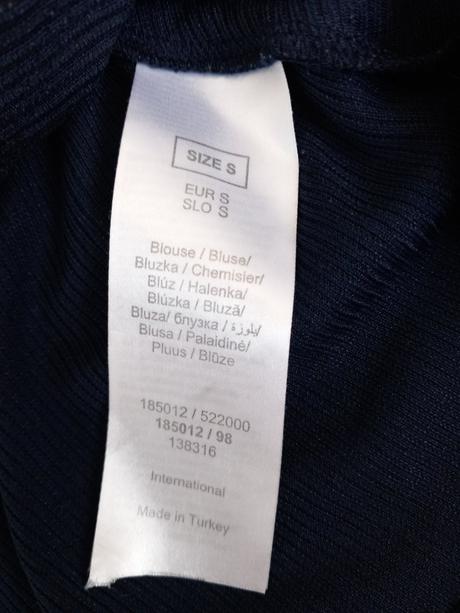 SIZE S
EUR S
SLO S
Blouse / Bluse/
Bluzka / Chemisier/
Blúz / Halenka/
Blúzka / Bluză/
Bluza/ блузка / بلوزة/
Blusa / Palaidinė/
Pluus / Blūze
185012 / 522000
185012 / 98
138316
International
Made in Turkey